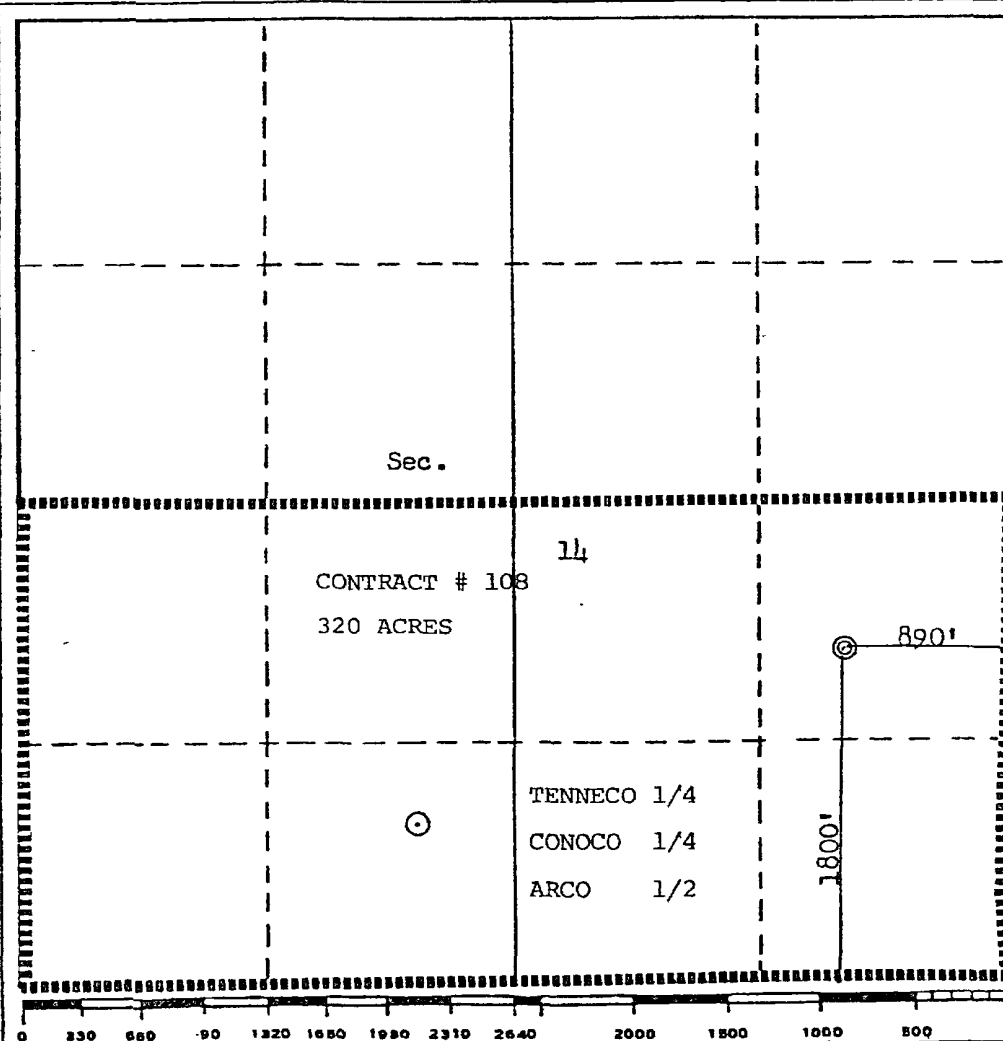 Sec.
14
CONTRACT # 108
320 ACRES
890'
TENNECO 1/4
CONOCO 1/4
ARCO 1/2
1800'
0 330 660 -90 1320 1650 1980 2310 2640 2000 1500 1000 500